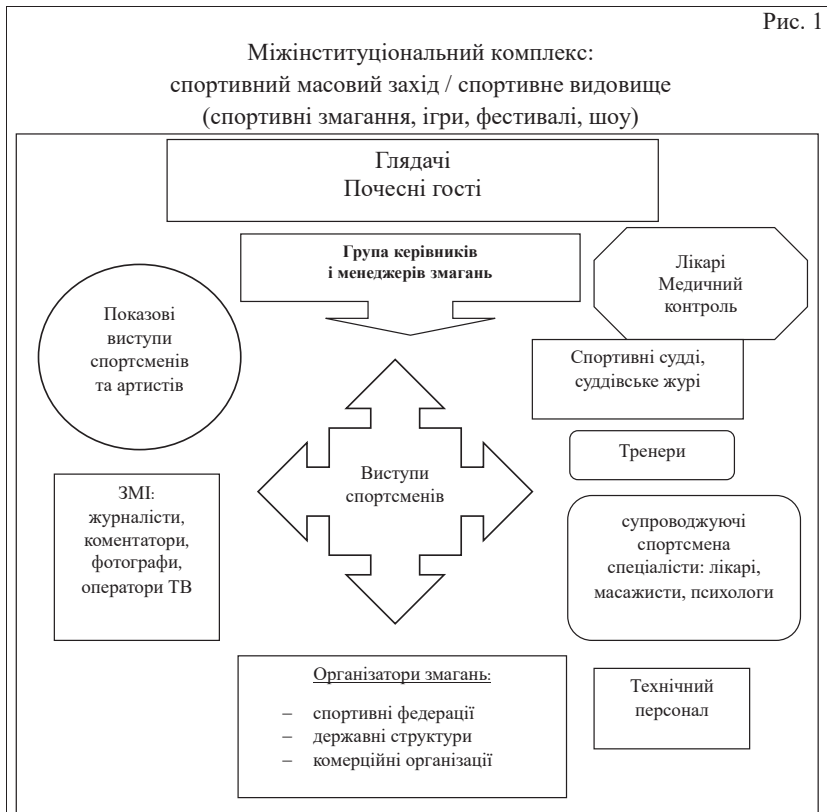 Рис. 1
Міжінституціональний комплекс:
спортивний масовий захід / спортивне видовище
(спортивні змагання, ігри, фестивалі, шоу)
Глядачі
Почесні гості
Група керівників
і менеджерів змагань
Лікарі
Медичний
контроль
Показові
виступи
спортсменів
та артистів
Спортивні судді,
суддівське журі
Тренери
Виступи
спортсменів
ЗМІ:
журналісти,
коментатори,
фотографи,
оператори ТВ
супроводжуючі
спортсмена
спеціалісти: лікарі,
масажисти, психологи
Організатори змагань:
– спортивні федерації
– державні структури
– комерційні організації
Технічний
персонал